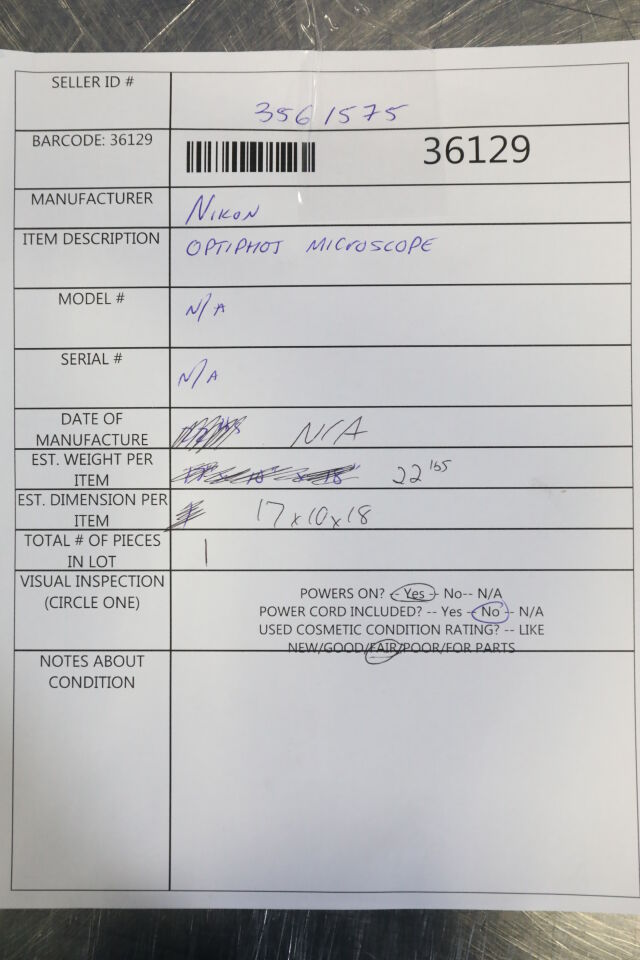 SELLER ID #
3561575
BARCODE: 36129
36129
MANUFACTURER
NIKON
ITEM DESCRIPTION
OPTIPHOT MICROSCOPE
MODEL #
N/A
SERIAL #
N/A
DATE OF
MANUFACTURE
N/A
EST. WEIGHT PER
ITEM
22 lbs
EST. DIMENSION PER
ITEM
17x10x18
TOTAL # OF PIECES
IN LOT
1
VISUAL INSPECTION
(CIRCLE ONE)
POWERS ON? -- Yes -- No-- N/A
POWER CORD INCLUDED? -- Yes -- No -- N/A
USED COSMETIC CONDITION RATING? -- LIKE
NEW/GOOD/FAIR/POOR/FOR PARTS
NOTES ABOUT
CONDITION